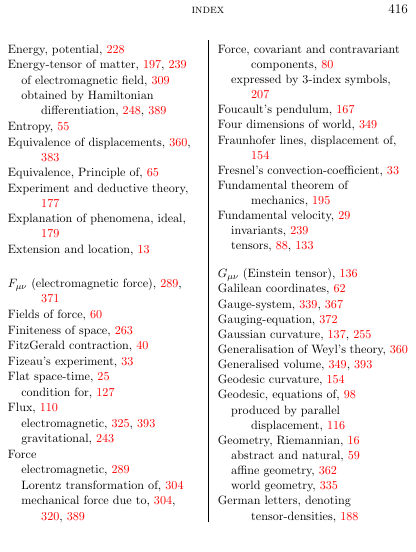 INDEX 416
Energy, potential, 228
Energy-tensor of matter, 197, 239
of electromagnetic field, 309
obtained by Hamiltonian
differentiation, 248, 389
Entropy, 55
Equivalence of displacements, 360,
383
Equivalence, Principle of, 65
Experiment and deductive theory,
177
Explanation of phenomena, ideal,
179
Extension and location, 13
Fμν (electromagnetic force), 289,
371
Fields of force, 60
Finiteness of space, 263
FitzGerald contraction, 40
Fizeau's experiment, 33
Flat space-time, 25
condition for, 127
Flux, 110
electromagnetic, 325, 393
gravitational, 243
Force
electromagnetic, 289
Lorentz transformation of, 304
mechanical force due to, 304,
320, 389
Force, covariant and contravariant
components, 80
expressed by 3-index symbols,
207
Foucault's pendulum, 167
Four dimensions of world, 349
Fraunhofer lines, displacement of,
154
Fresnel's convection-coefficient, 33
Fundamental theorem of
mechanics, 195
Fundamental velocity, 29
invariants, 239
tensors, 88, 133
Gμν (Einstein tensor), 136
Galilean coordinates, 62
Gauge-system, 339, 367
Gauging-equation, 372
Gaussian curvature, 137, 255
Generalisation of Weyl's theory, 360
Generalised volume, 349, 393
Geodesic curvature, 154
Geodesic, equations of, 98
produced by parallel
displacement, 116
Geometry, Riemannian, 16
abstract and natural, 59
affine geometry, 362
world geometry, 335
German letters, denoting
tensor-densities, 188